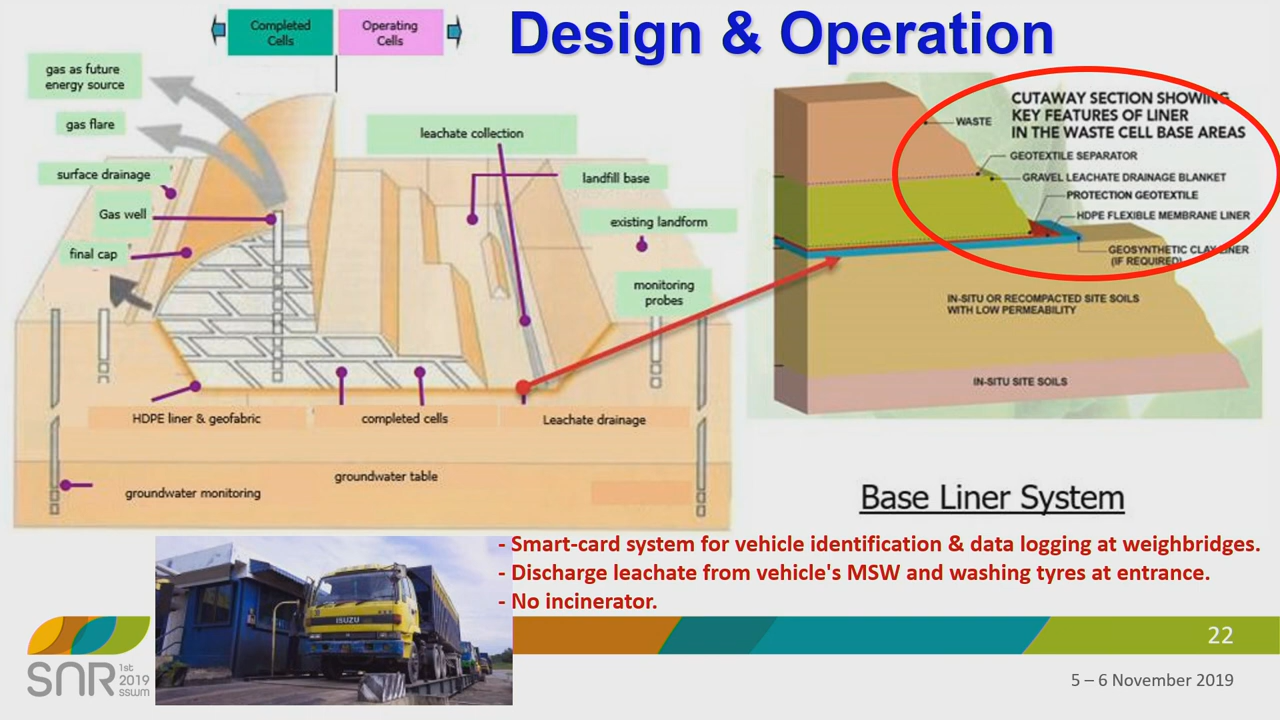 Design & Operation
Completed
Cells
Operating
Cells
gas as future
energy source
gas flare
surface drainage
Gas well
final cap
leachate collection
landfill base
existing landform
monitoring
probes
HDPE liner & geofabric
completed cells
Leachate drainage
groundwater table
groundwater monitoring
CUTAWAY SECTION SHOWING
KEY FEATURES OF LINER
IN THE WASTE CELL BASE AREAS
WASTE
GEOTEXTILE SEPARATOR
GRAVEL LEACHATE DRAINAGE BLANKET
PROTECTION GEOTEXTILE
HDPE FLEXIBLE MEMBRANE LINER
GEOSYNTHETIC CLAY LINER
(IF REQUIRED)
IN-SITU OR RECOMPACTED SITE SOILS
WITH LOW PERMEABILITY
IN-SITU SITE SOILS
Base Liner System
- Smart-card system for vehicle identification & data logging at weighbridges.
- Discharge leachate from vehicle's MSW and washing tyres at entrance.
- No incinerator.
ISUZU
22
SNR
1st
2019
sswm
5 – 6 November 2019